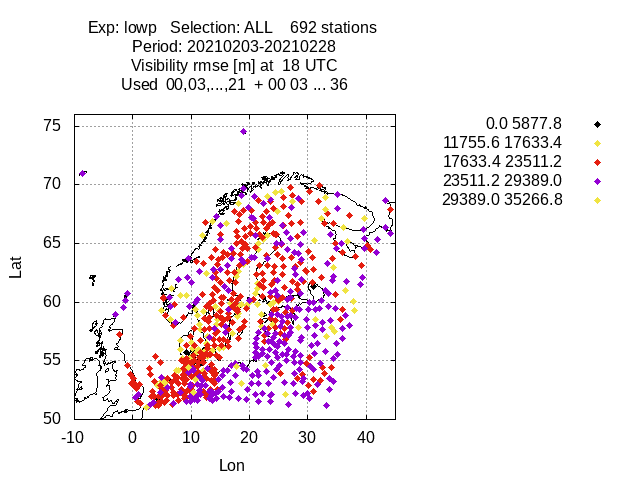 Exp: lowp   Selection: ALL    692 stations
Period: 20210203-20210228
Visibility rmse [m] at  18 UTC
Used  00,03,...,21  + 00 03 ... 36
0.0 5877.8
11755.6 17633.4
17633.4 23511.2
23511.2 29389.0
29389.0 35266.8
75
70
65
60
55
50
Lat
-10 0 10 20 30 40
Lon